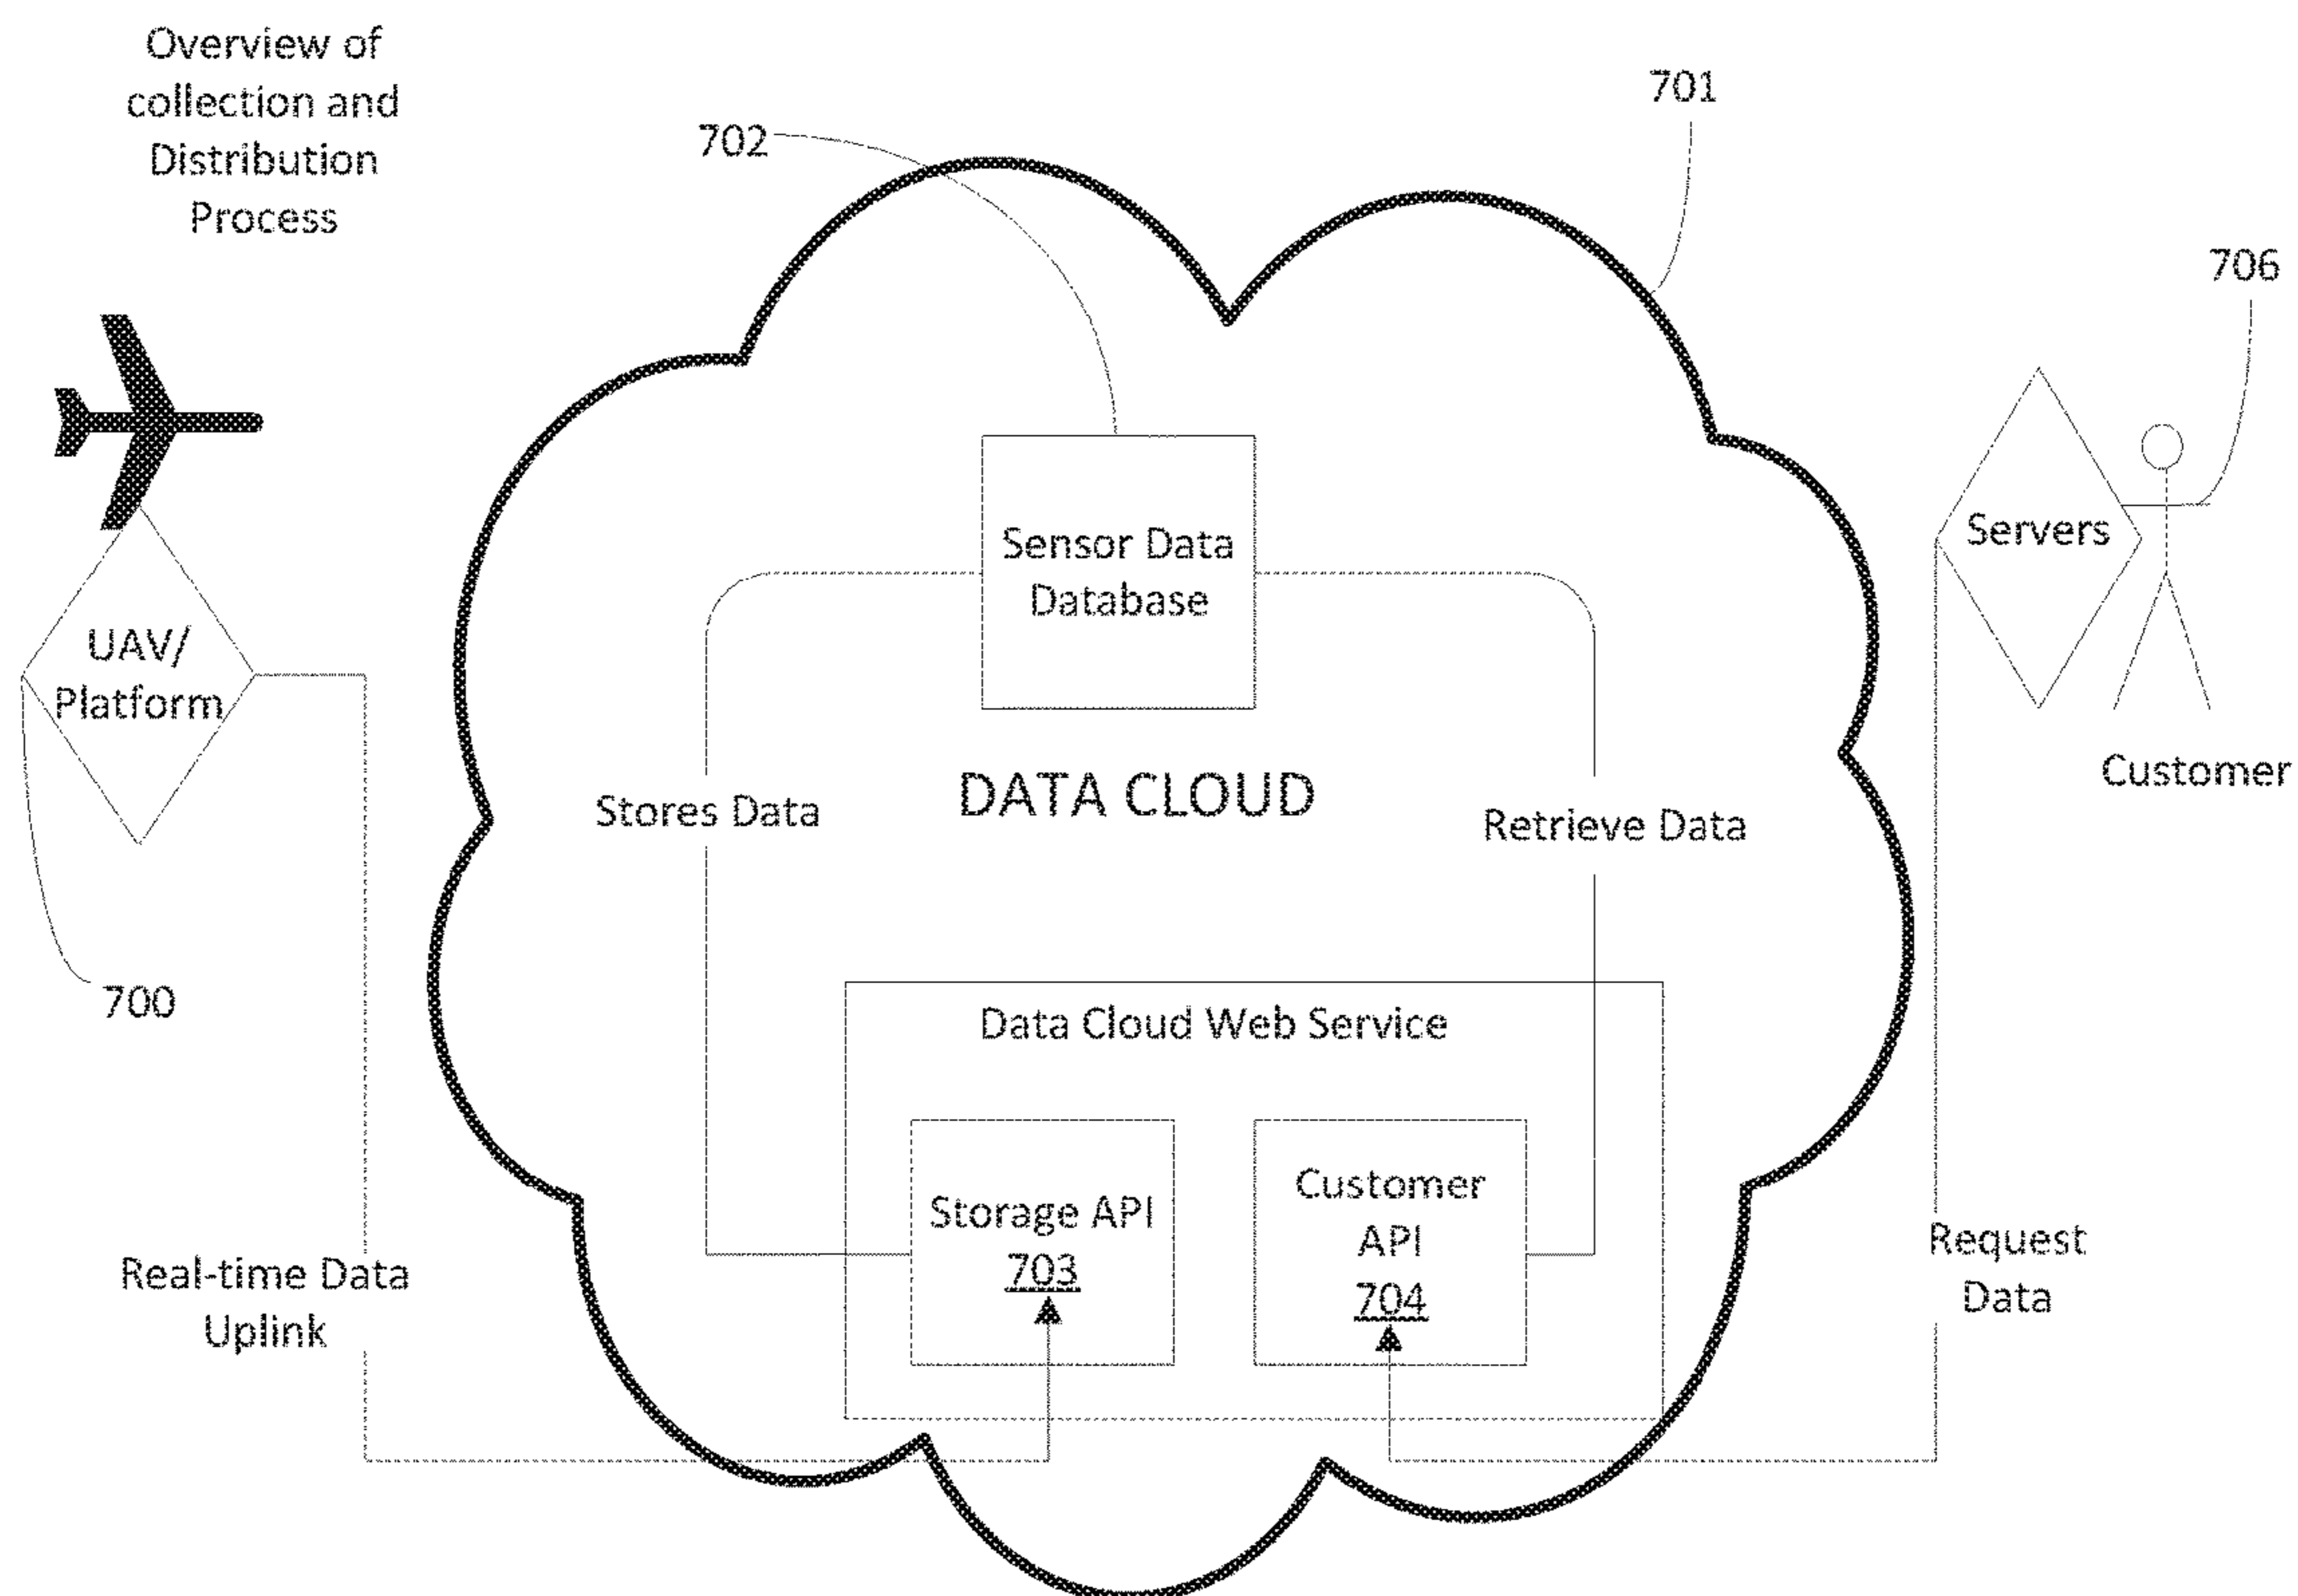 Overview of
collection and
Distribution
Process
702
701
706
Sensor Data
Database
Servers
UAV/
Platform
DATA CLOUD
Stores Data
Retrieve Data
Customer
700
Data Cloud Web Service
Storage API
703
Customer
API
704
Real-time Data
Uplink
Request
Data